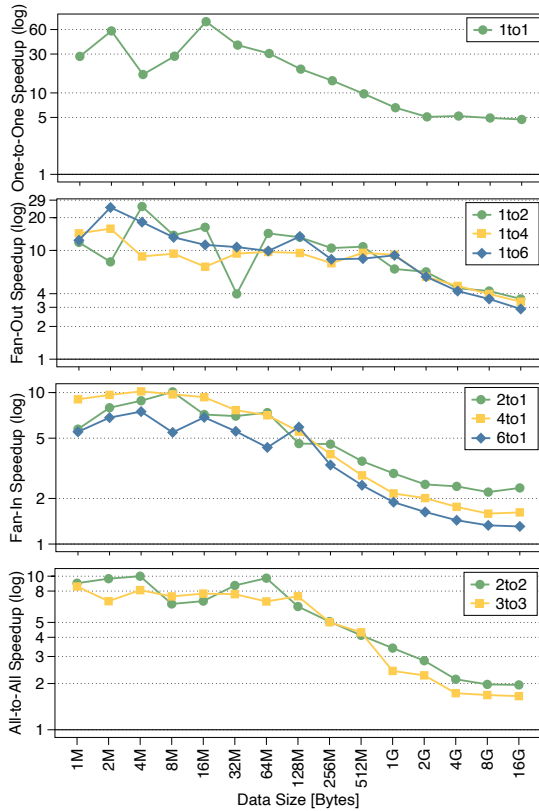 One-to-One Speedup (log)
60
30
10
5
1
1to1
Fan-Out Speedup (log)
29
20
10
4
3
2
1
1to2
1to4
1to6
Fan-In Speedup (log)
10
5
2
1
2to1
4to1
6to1
All-to-All Speedup (log)
10
8
5
4
3
2
1
2to2
3to3
1M 2M 4M 8M 16M 32M 64M 128M 256M 512M 1G 2G 4G 8G 16G
Data Size [Bytes]